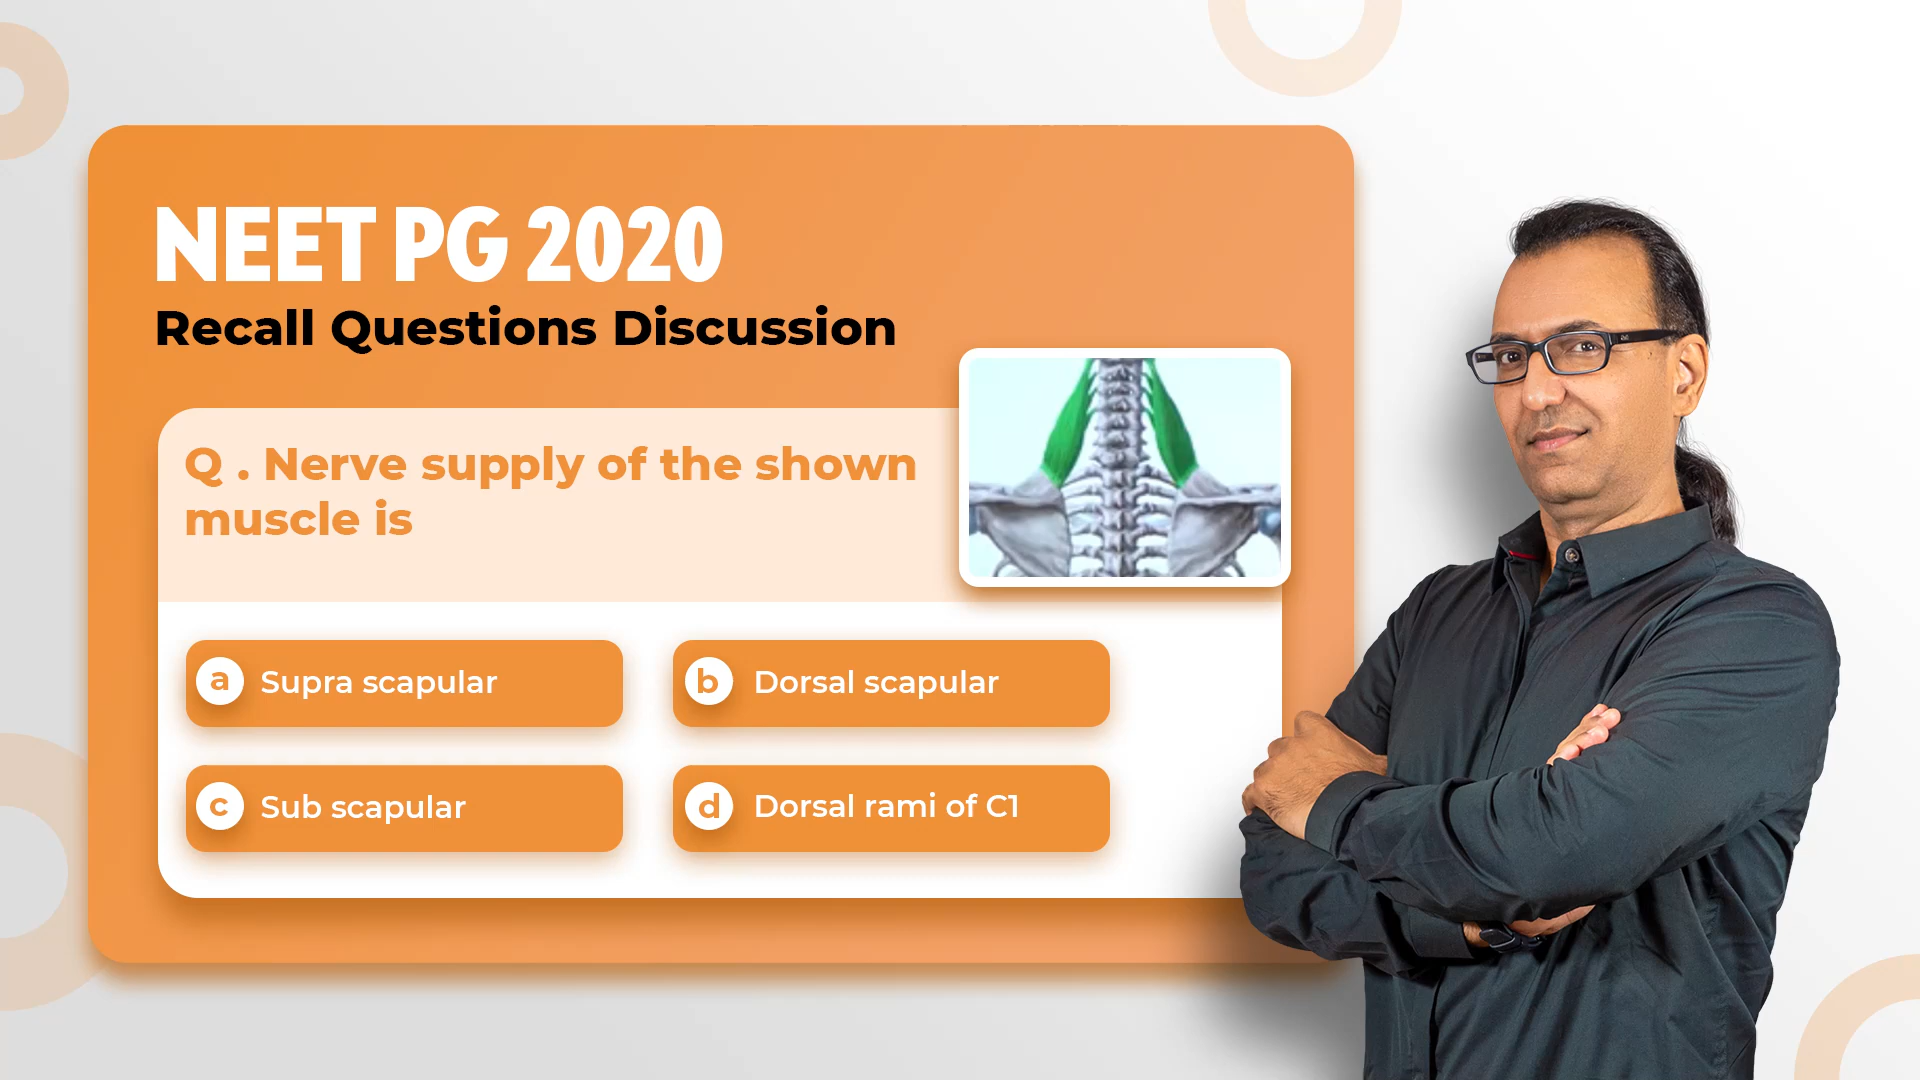 NEET PG 2020
Recall Questions Discussion
Q . Nerve supply of the shown
muscle is
a Supra scapular
b Dorsal scapular
c Sub scapular
d Dorsal rami of C1